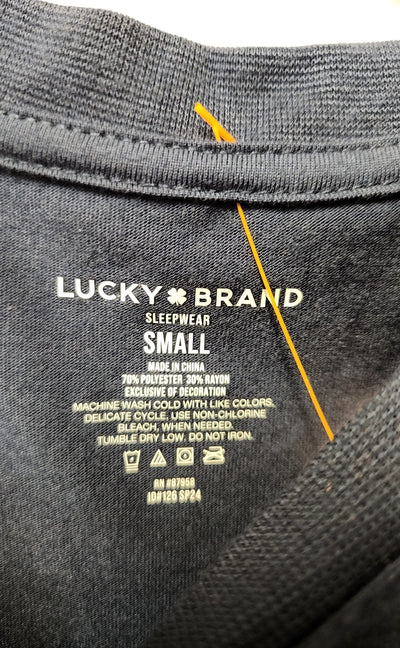 LUCKY BRAND
SLEEPWEAR
SMALL
MADE IN CHINA
70% POLYESTER 30% RAYON
EXCLUSIVE OF DECORATION
MACHINE WASH COLD WITH LIKE COLORS.
DELICATE CYCLE. USE NON-CHLORINE
BLEACH, WHEN NEEDED.
TUMBLE DRY LOW. DO NOT IRON.
RN #87958
ID#126 SP24